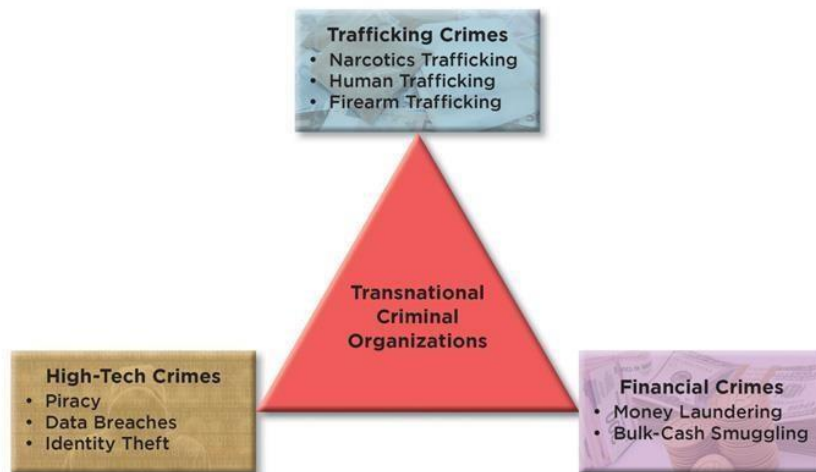 Trafficking Crimes
• Narcotics Trafficking
• Human Trafficking
• Firearm Trafficking
Transnational
Criminal
Organizations
High-Tech Crimes
• Piracy
• Data Breaches
• Identity Theft
Financial Crimes
• Money Laundering
• Bulk-Cash Smuggling